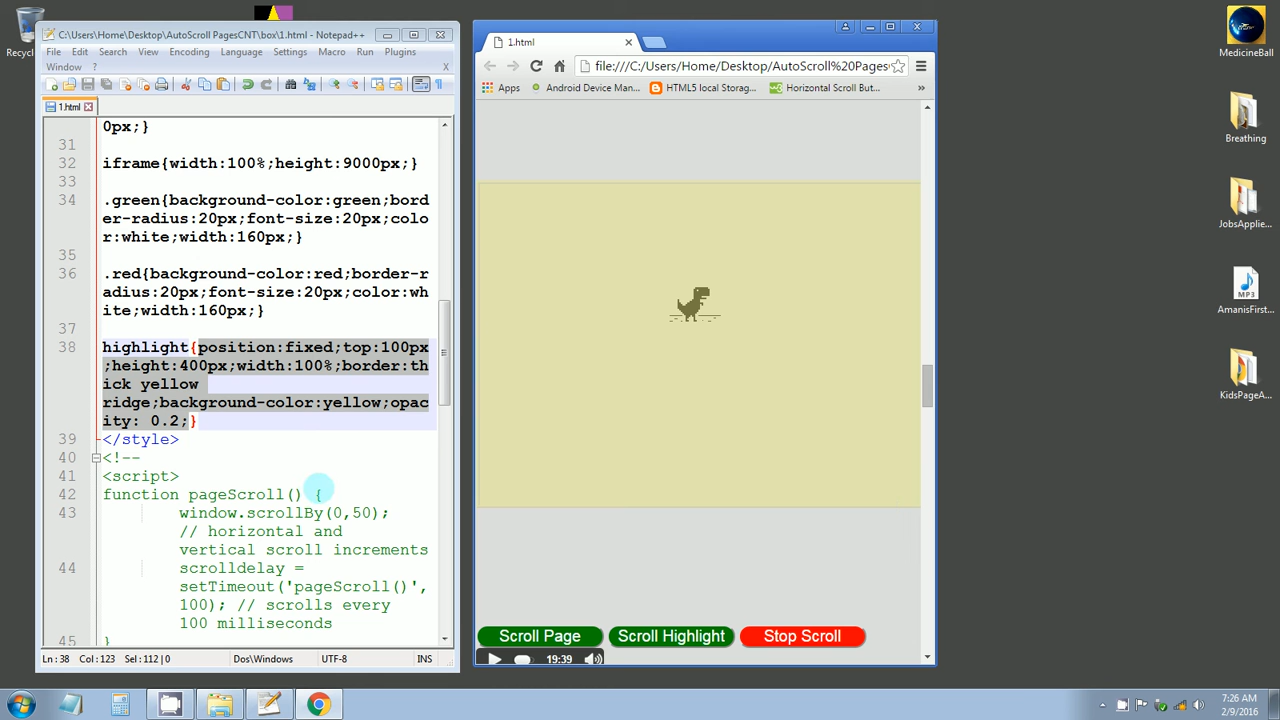 Recycl
C:\Users\Home\Desktop\AutoScroll PagesCNT\box\1.html - Notepad++
File Edit Search View Encoding Language Settings Macro Run Plugins
Window ? X
1.html
0px;}
31
32 iframe{width:100%;height:9000px;}
33
34 .green{background-color:green;bord
er-radius:20px;font-size:20px;colo
r:white;width:160px;}
35
36 .red{background-color:red;border-r
adius:20px;font-size:20px;color:wh
ite;width:160px;}
37
38 highlight{position:fixed;top:100px
;height:400px;width:100%;border:th
ick yellow
ridge;background-color:yellow;opac
ity: 0.2;}
39 </style>
40 <!--
41 <script>
42 function pageScroll() {
43 window.scrollBy(0,50);
// horizontal and
vertical scroll increments
44 scrolldelay =
setTimeout('pageScroll()',
100); // scrolls every
100 milliseconds
45 }
Ln:38 Col:123 Sel:112|0 Dos\Windows UTF-8 INS
1.html
file:///C:/Users/Home/Desktop/AutoScroll%20Pages
Apps Android Device Man... HTML5 local Storag... Horizontal Scroll But... »
Scroll Page Scroll Highlight Stop Scroll
19:39
MedicineBall
Breathing
JobsApplie...
MP3
AmanisFirst...
KidsPageA...
7:26 AM
2/9/2016